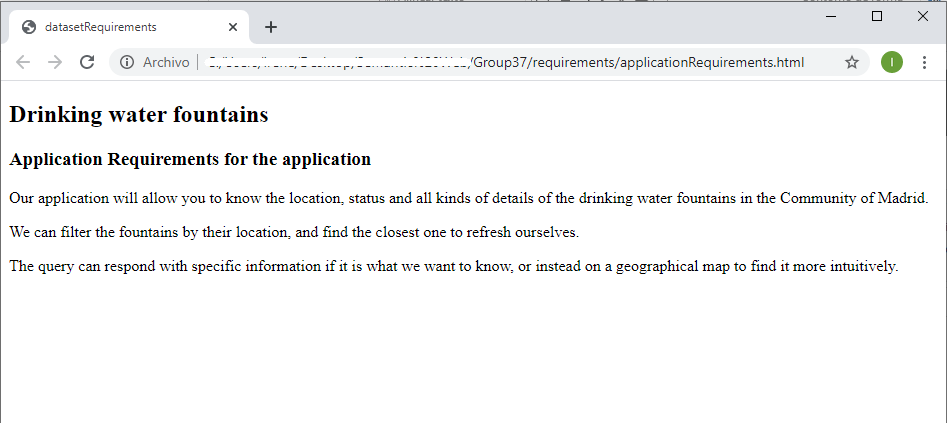 datasetRequirements
Archivo /Group37/requirements/applicationRequirements.html
I
Drinking water fountains
Application Requirements for the application
Our application will allow you to know the location, status and all kinds of details of the drinking water fountains in the Community of Madrid.
We can filter the fountains by their location, and find the closest one to refresh ourselves.
The query can respond with specific information if it is what we want to know, or instead on a geographical map to find it more intuitively.